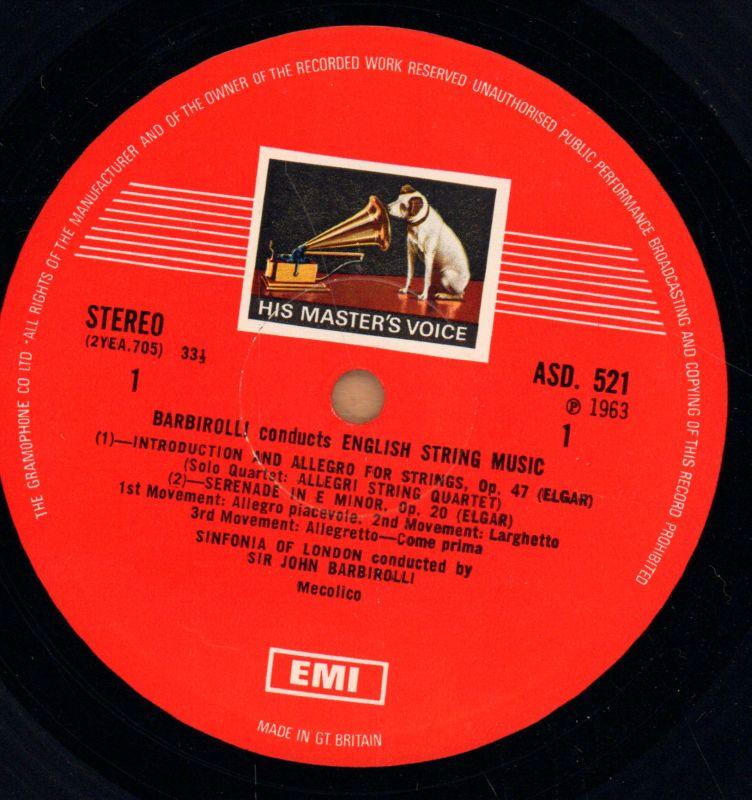 THE GRAMOPHONE CO LTD • ALL RIGHTS OF THE MANUFACTURER AND OF THE OWNER OF THE RECORDED WORK RESERVED UNAUTHORISED PUBLIC PERFORMANCE BROADCASTING AND COPYING OF THIS RECORD PROHIBITED
HIS MASTER'S VOICE
STEREO
(2YEA.705) 33⅓
1
ASD. 521
℗ 1963
1
BARBIROLLI conducts ENGLISH STRING MUSIC
(1)—INTRODUCTION AND ALLEGRO FOR STRINGS, Op. 47 (ELGAR)
(Solo Quartet: ALLEGRI STRING QUARTET)
(2)—SERENADE IN E MINOR, Op. 20 (ELGAR)
1st Movement: Allegro piacevole. 2nd Movement: Larghetto
3rd Movement: Allegretto—Come prima
SINFONIA OF LONDON conducted by
SIR JOHN BARBIROLLI
Mecolico
EMI
MADE IN GT. BRITAIN